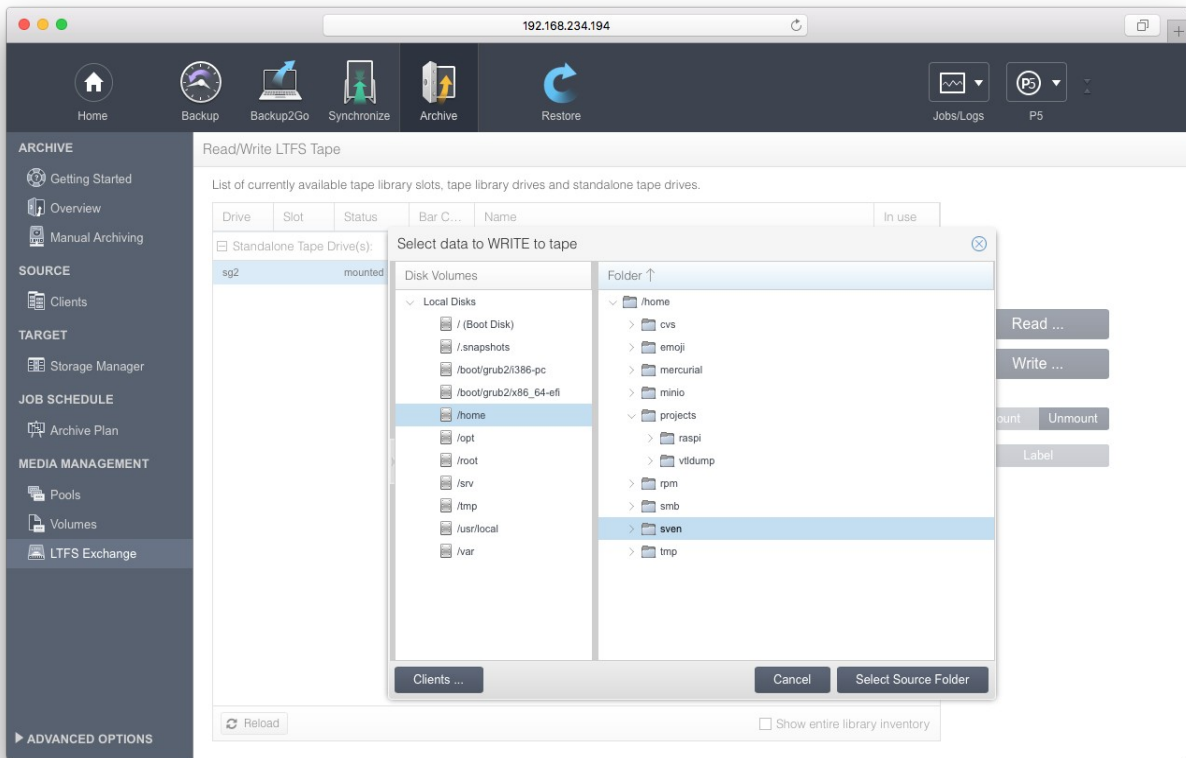 192.168.234.194
Home
Backup
Backup2Go
Synchronize
Archive
Restore
Jobs/Logs
P5
P5
ARCHIVE
Getting Started
Overview
Manual Archiving
SOURCE
Clients
TARGET
Storage Manager
JOB SCHEDULE
Archive Plan
MEDIA MANAGEMENT
Pools
Volumes
LTFS Exchange
ADVANCED OPTIONS
Read/Write LTFS Tape
List of currently available tape library slots, tape library drives and standalone tape drives.
Drive Slot Status Bar C... Name In use
Standalone Tape Drive(s):
sg2 mounted
Select data to WRITE to tape
Disk Volumes
Local Disks
/ (Boot Disk)
/.snapshots
/boot/grub2/i386-pc
/boot/grub2/x86_64-efi
/home
/opt
/root
/srv
/tmp
/usr/local
/var
Folder ↑
/home
cvs
emoji
mercurial
minio
projects
raspi
vtldump
rpm
smb
sven
tmp
Clients ...
Cancel
Select Source Folder
Read ...
Write ...
ount
Unmount
Label
Reload
Show entire library inventory